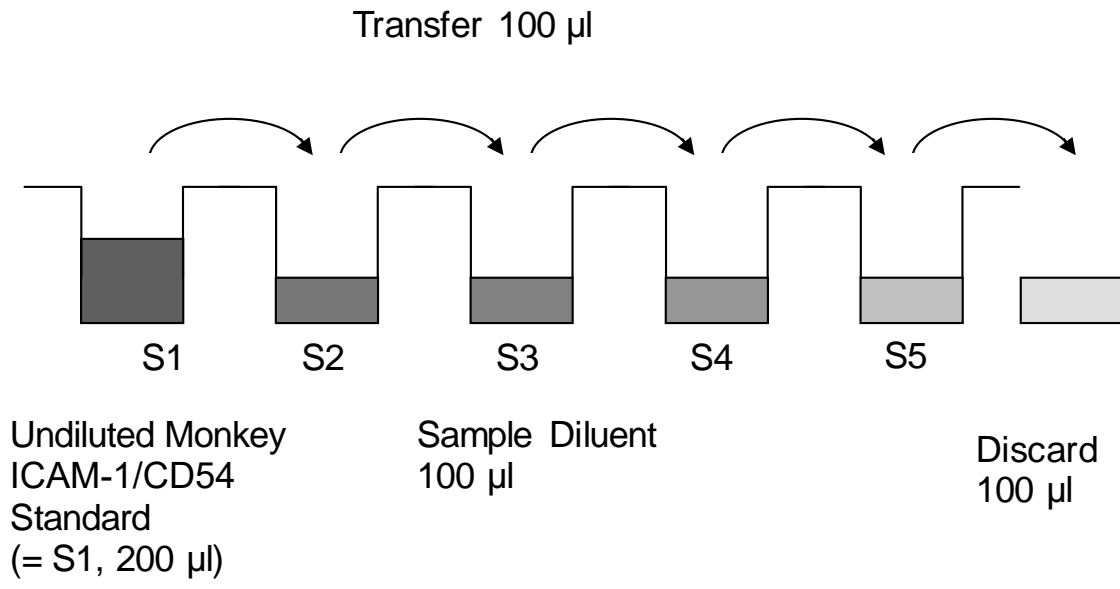 Transfer 100 µl
S1 S2 S3 S4 S5
Undiluted Monkey
ICAM-1/CD54
Standard
(= S1, 200 µl)
Sample Diluent
100 µl
Discard
100 µl